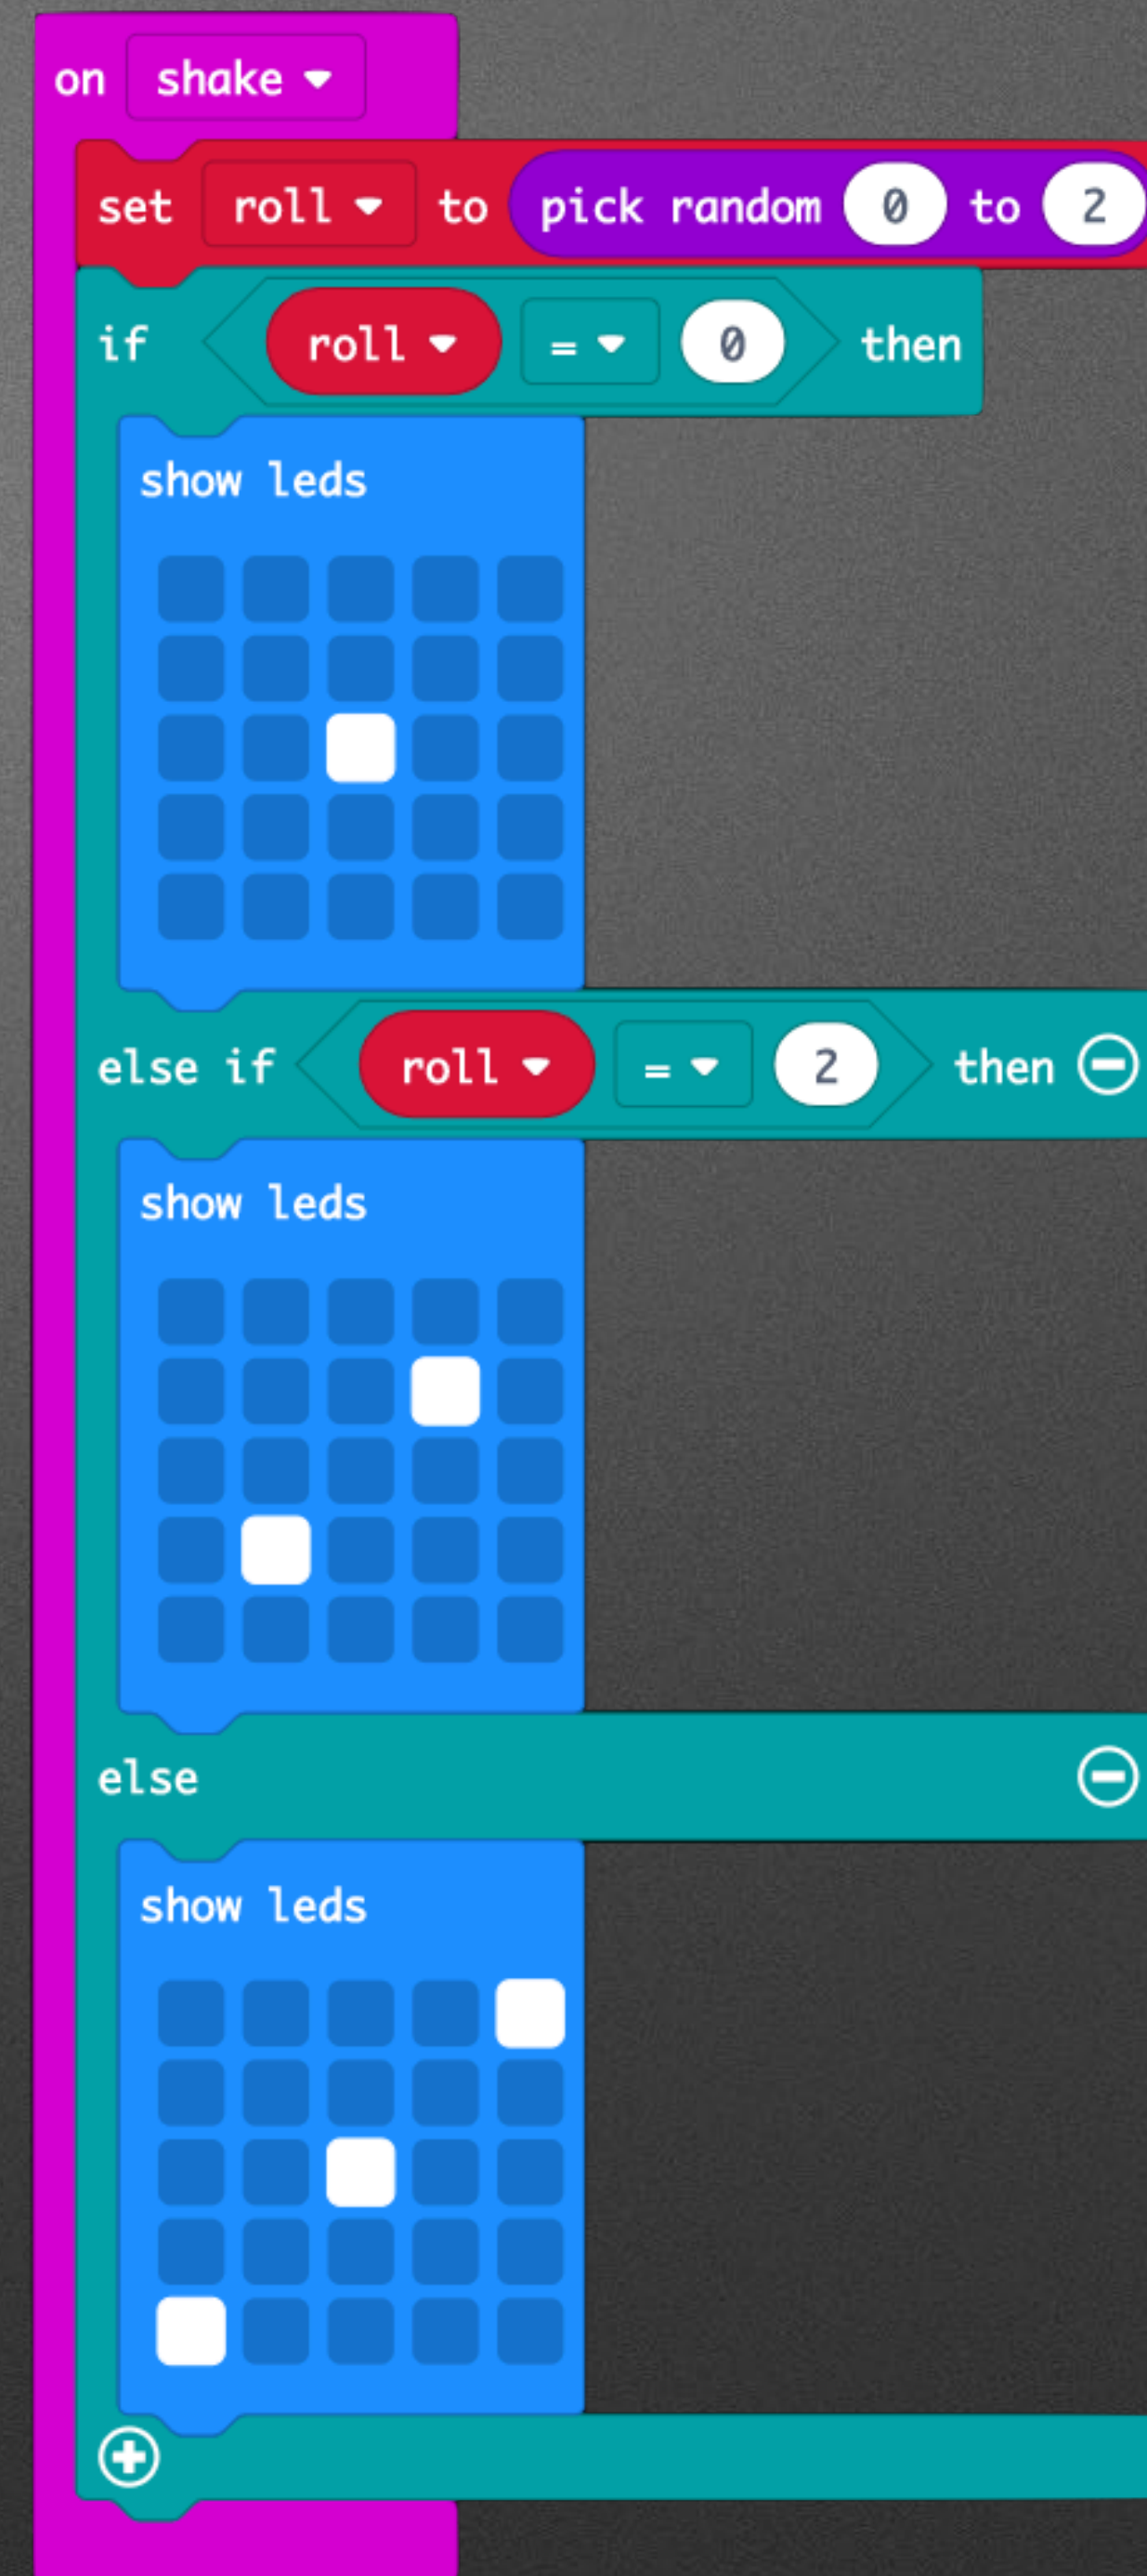 on shake
set roll to pick random 0 to 2
if roll = 0 then
show leds
else if roll = 2 then
show leds
else
show leds